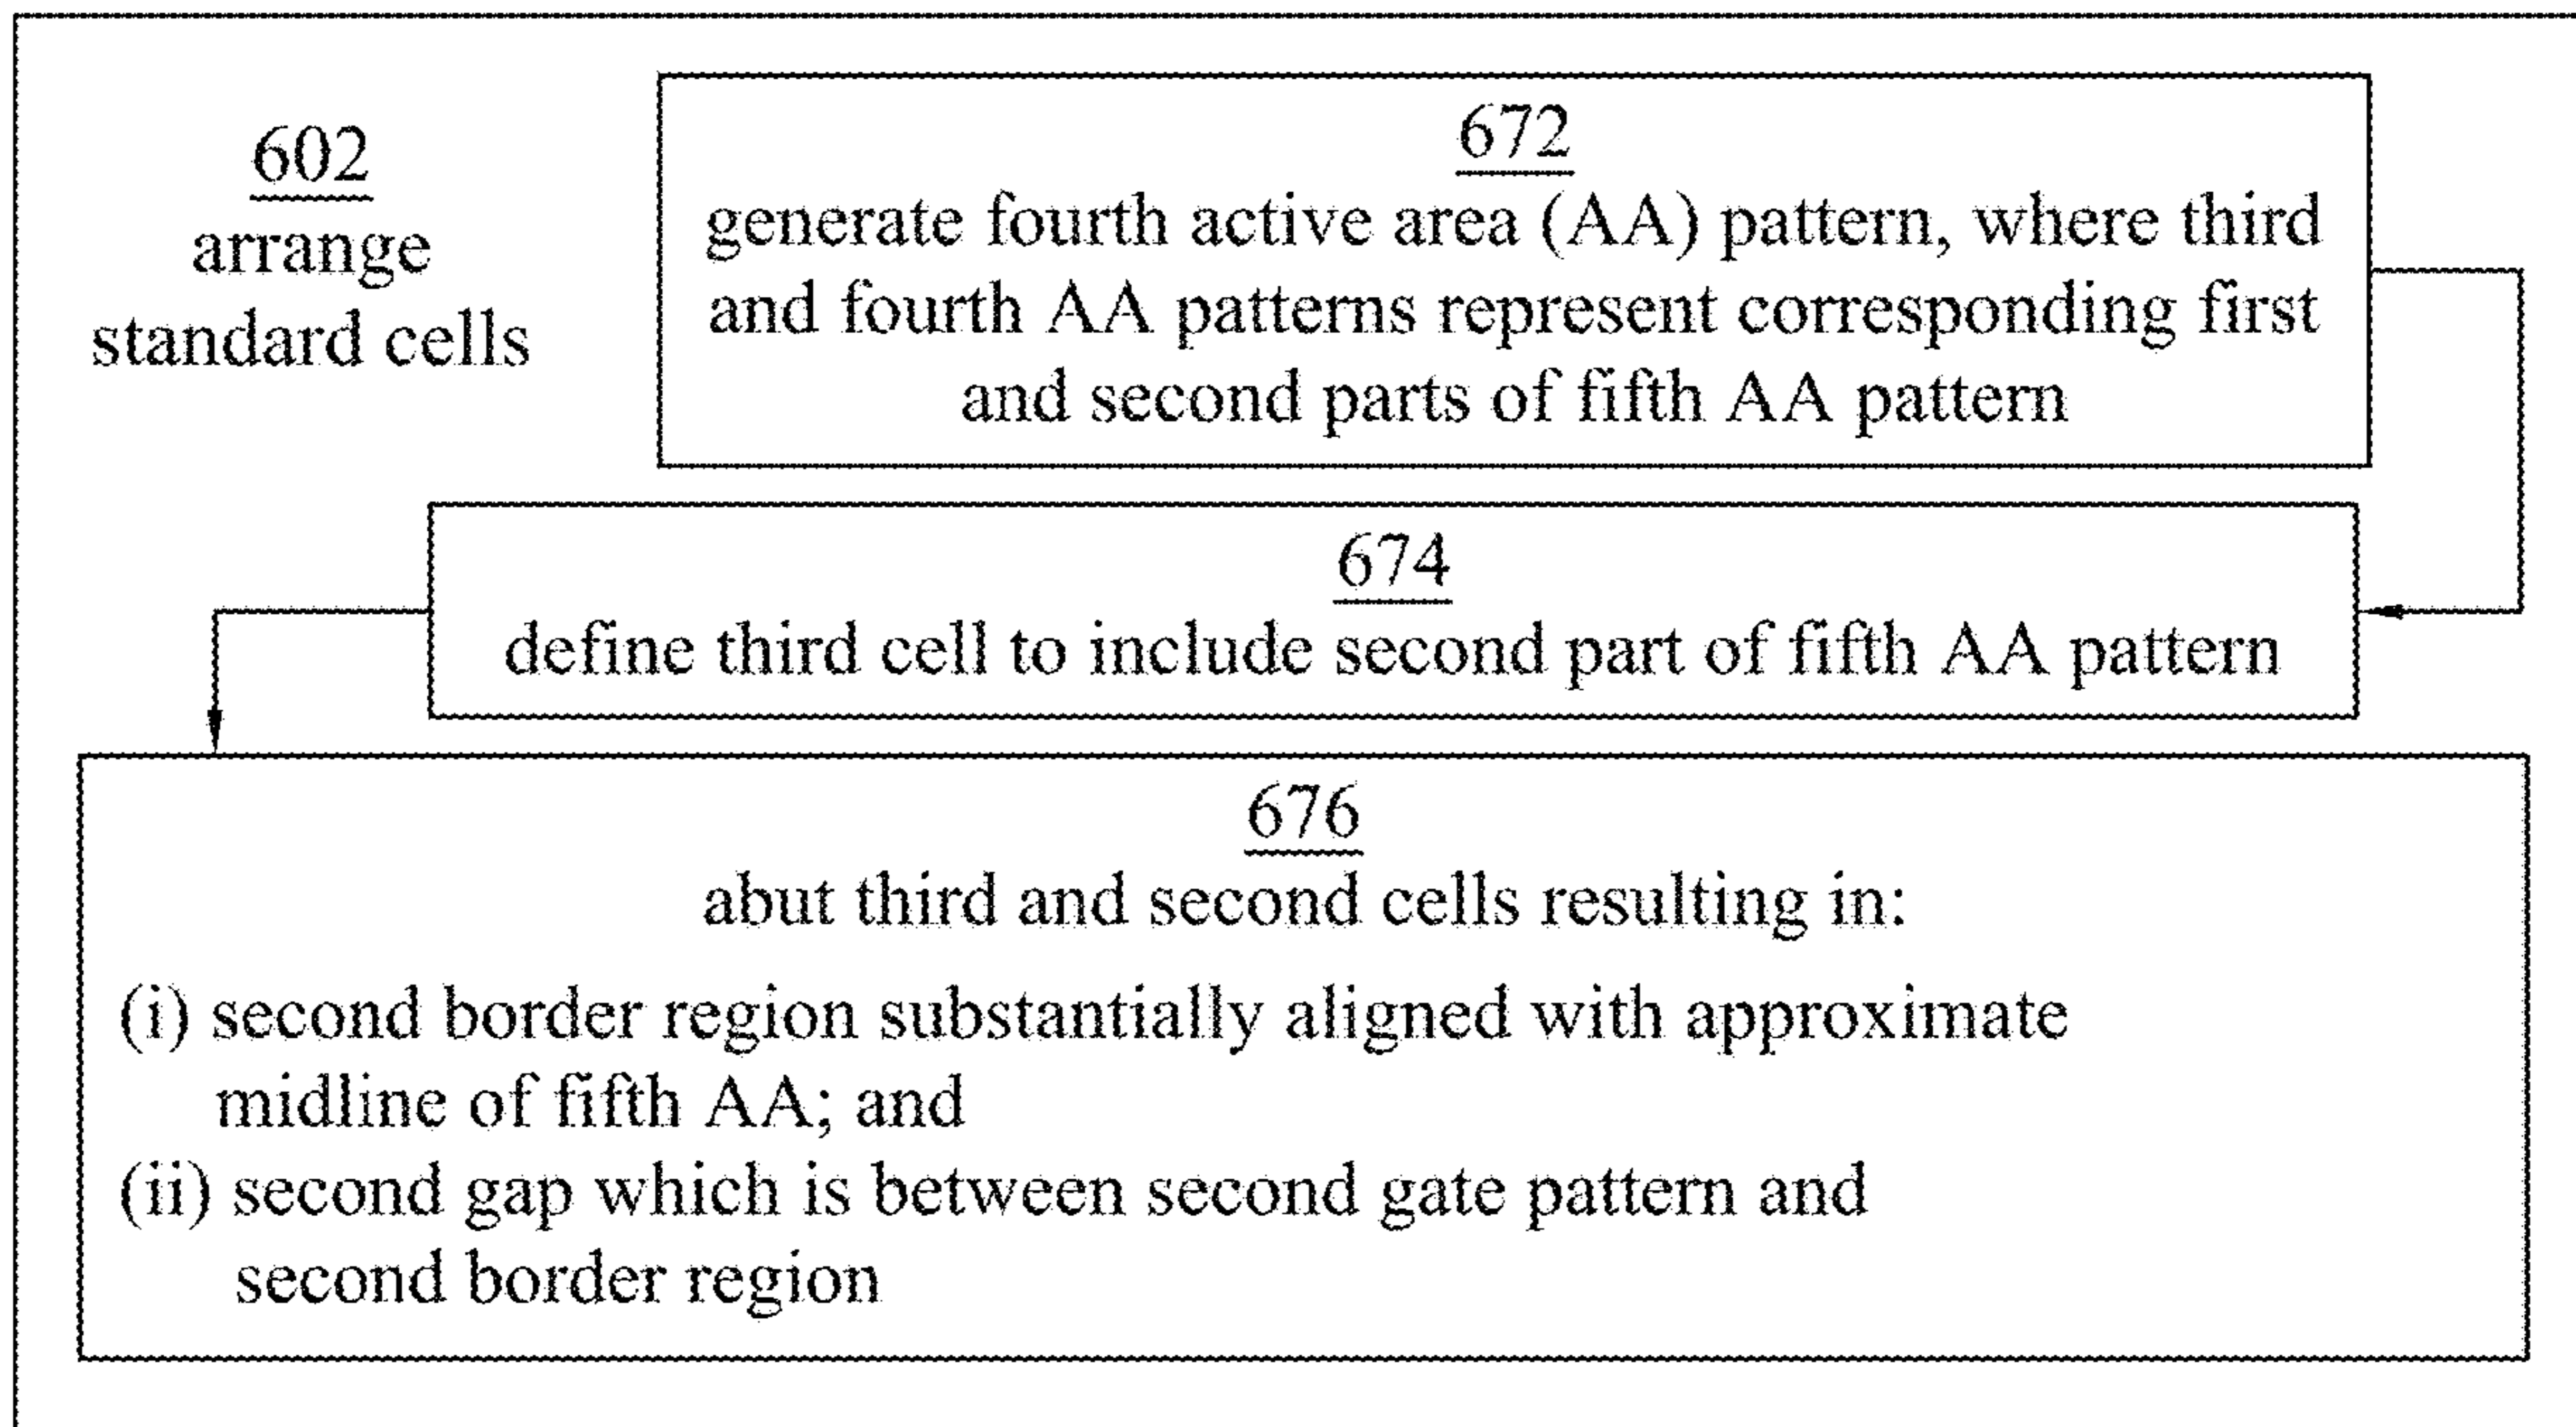 602
arrange
standard cells
672
generate fourth active area (AA) pattern, where third
and fourth AA patterns represent corresponding first
and second parts of fifth AA pattern
674
define third cell to include second part of fifth AA pattern
676
abut third and second cells resulting in:
(i) second border region substantially aligned with approximate
midline of fifth AA; and
(ii) second gap which is between second gate pattern and
second border region